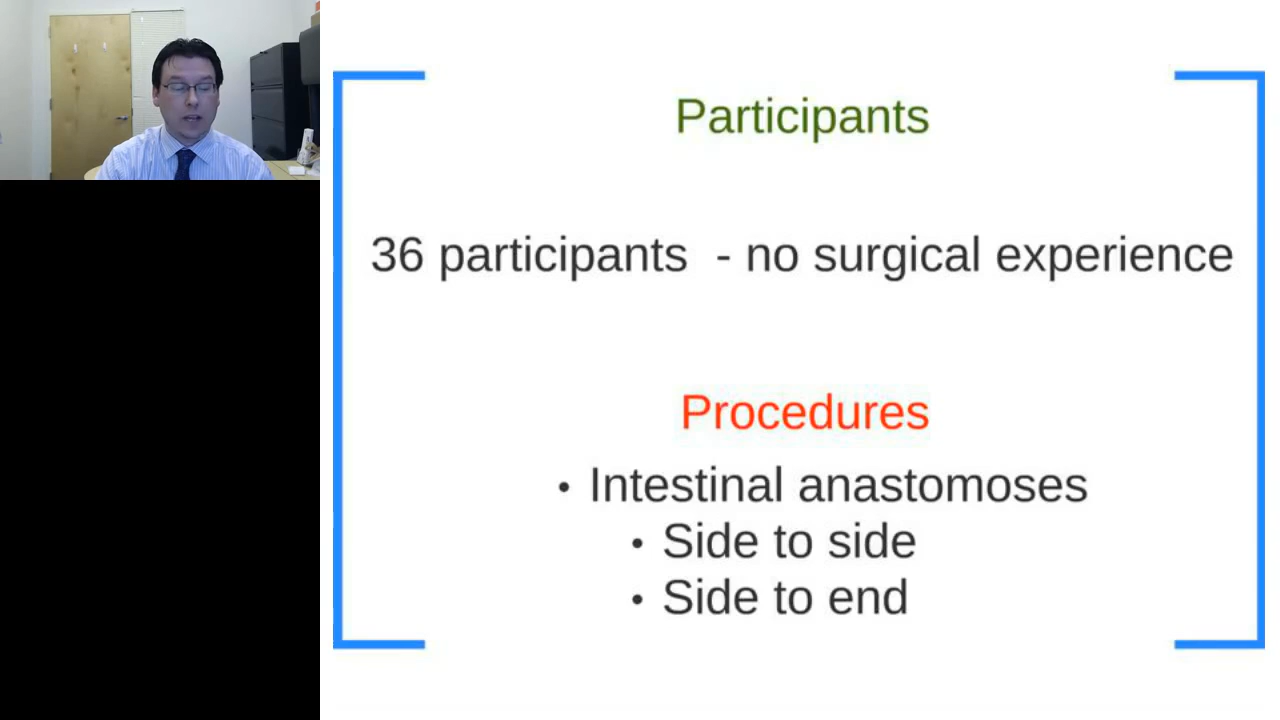 Participants
36 participants - no surgical experience
Procedures
• Intestinal anastomoses
• Side to side
• Side to end